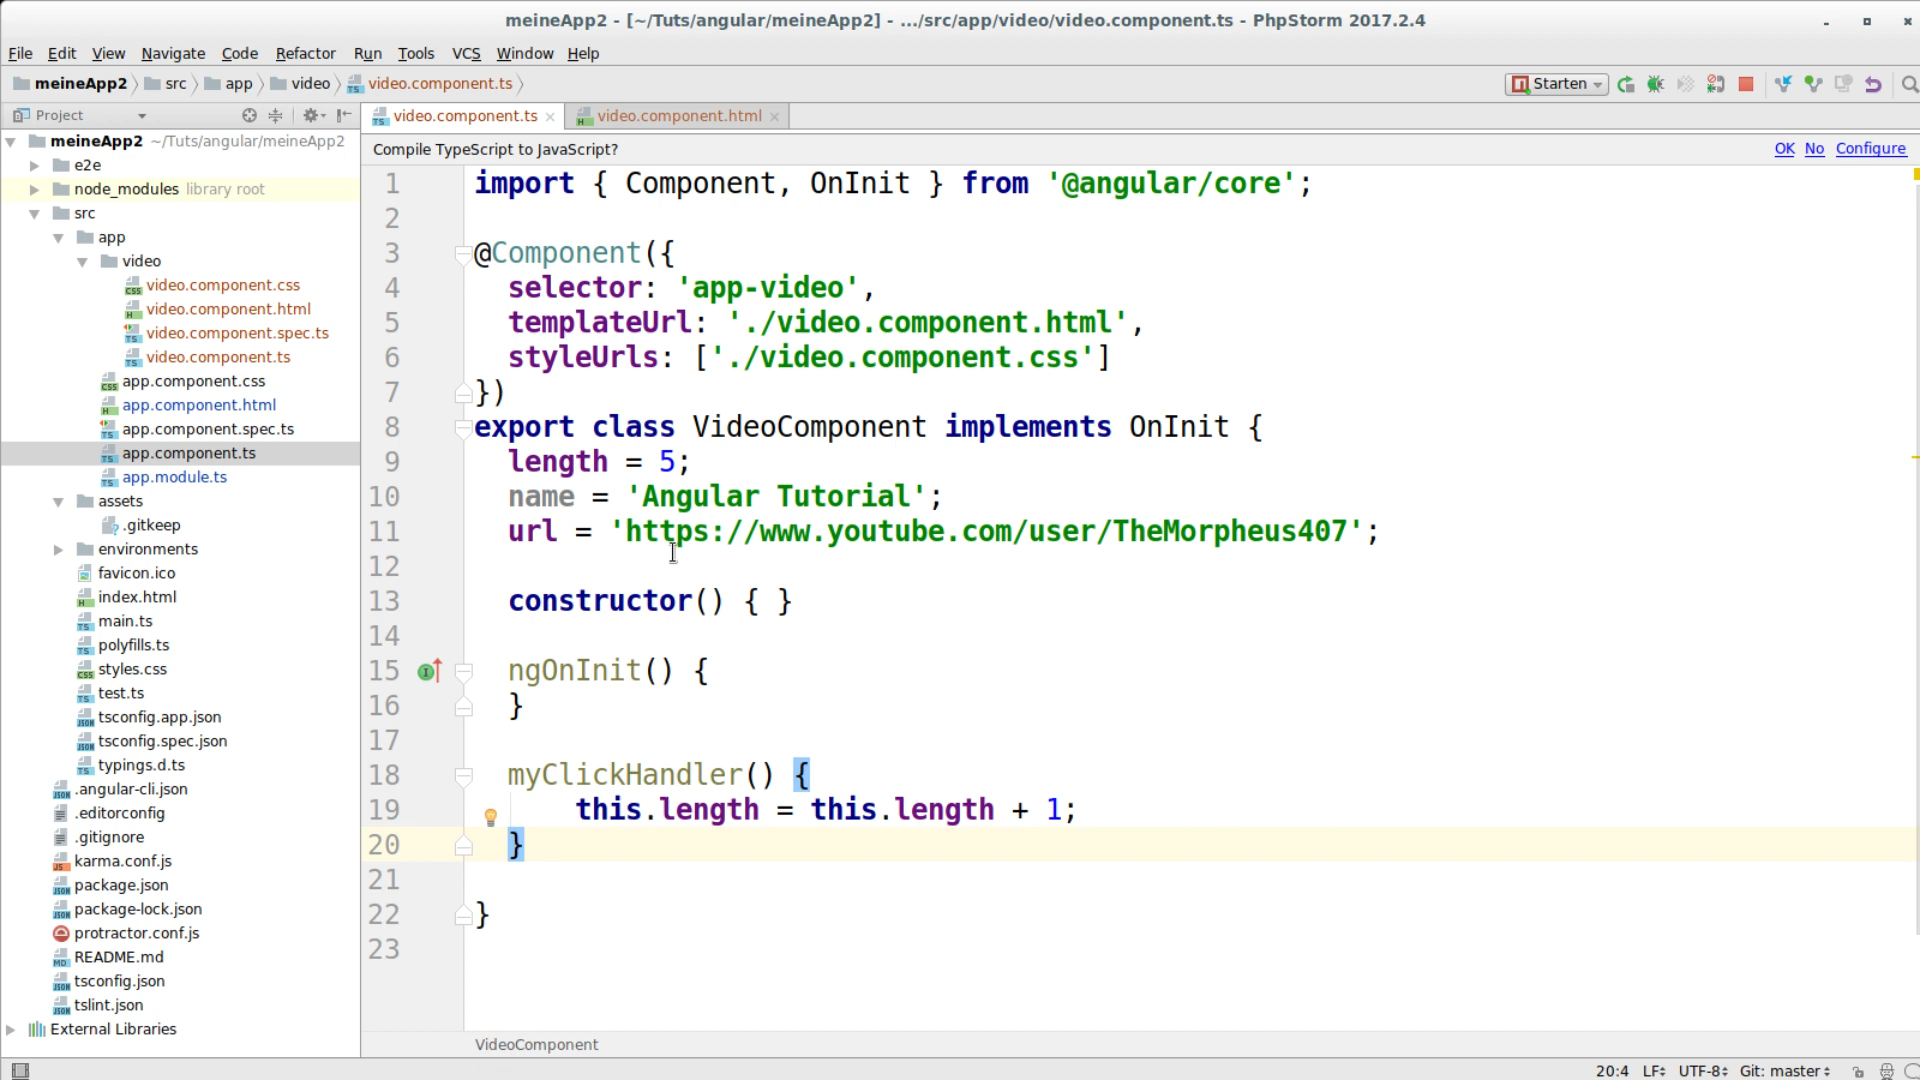 meineApp2 - [~/Tuts/angular/meineApp2] - .../src/app/video/video.component.ts - PhpStorm 2017.2.4
File Edit View Navigate Code Refactor Run Tools VCS Window Help
meineApp2 src app video video.component.ts Starten
Project
video.component.ts video.component.html
meineApp2 ~/Tuts/angular/meineApp2
e2e
node_modules library root
src
app
video
video.component.css
video.component.html
video.component.spec.ts
video.component.ts
app.component.css
app.component.html
app.component.spec.ts
app.component.ts
app.module.ts
assets
.gitkeep
environments
favicon.ico
index.html
main.ts
polyfills.ts
styles.css
test.ts
tsconfig.app.json
tsconfig.spec.json
typings.d.ts
.angular-cli.json
.editorconfig
.gitignore
karma.conf.js
package.json
package-lock.json
protractor.conf.js
README.md
tsconfig.json
tslint.json
External Libraries
Compile TypeScript to JavaScript? OK No Configure
1 import { Component, OnInit } from '@angular/core';
2
3 @Component({
4 selector: 'app-video',
5 templateUrl: './video.component.html',
6 styleUrls: ['./video.component.css']
7 })
8 export class VideoComponent implements OnInit {
9 length = 5;
10 name = 'Angular Tutorial';
11 url = 'https://www.youtube.com/user/TheMorpheus407';
12
13 constructor() { }
14
15 ngOnInit() {
16 }
17
18 myClickHandler() {
19 this.length = this.length + 1;
20 }
21
22 }
23
VideoComponent
20:4 LF UTF-8 Git: master